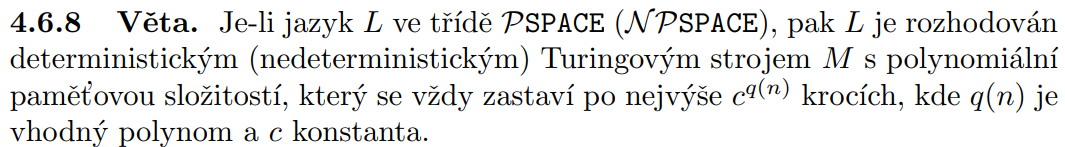 4.6.8 Věta. Je-li jazyk L ve třídě 𝒫SPACE (𝒩𝒫SPACE), pak L je rozhodován
deterministickým (nedeterministickým) Turingovým strojem M s polynomiální
paměťovou složitostí, který se vždy zastaví po nejvýše c^{q(n)} krocích, kde q(n) je
vhodný polynom a c konstanta.